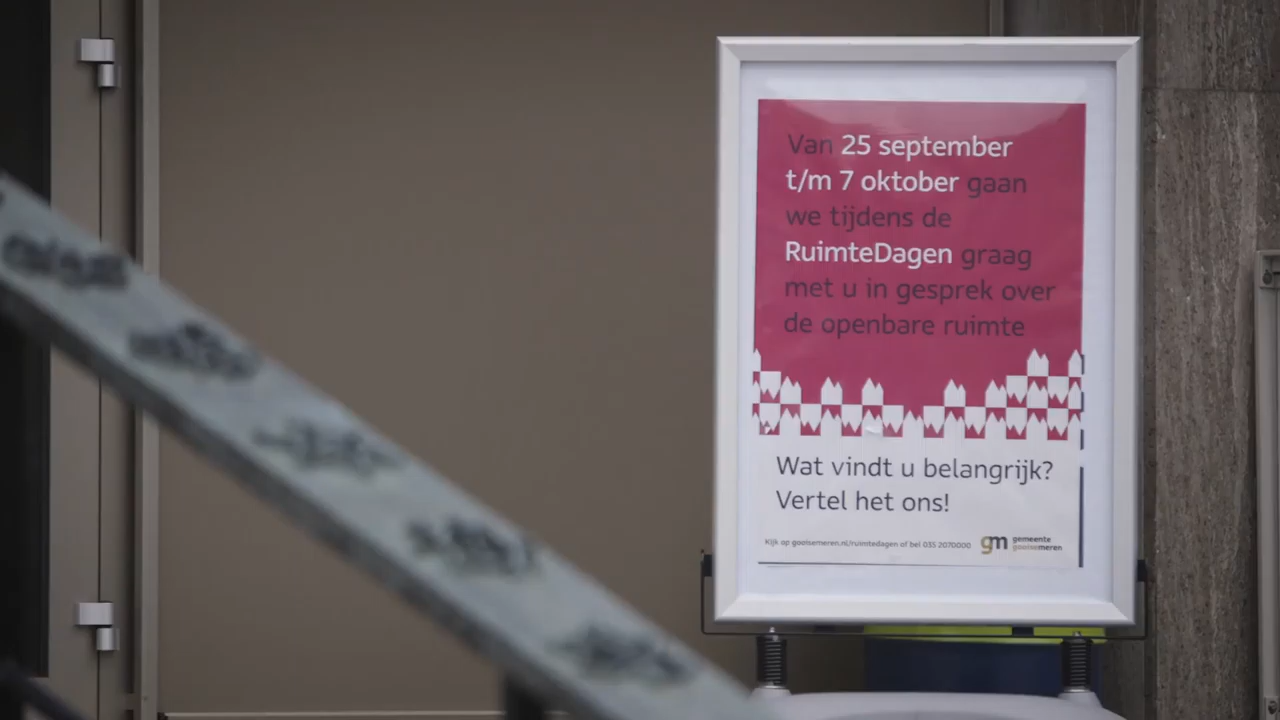 Van 25 september
t/m 7 oktober gaan
we tijdens de
RuimteDagen graag
met u in gesprek over
de openbare ruimte
Wat vindt u belangrijk?
Vertel het ons!
Kijk op gooisemeren.nl/ruimtedagen of bel 035 2070000
gm gemeente
gooisemeren